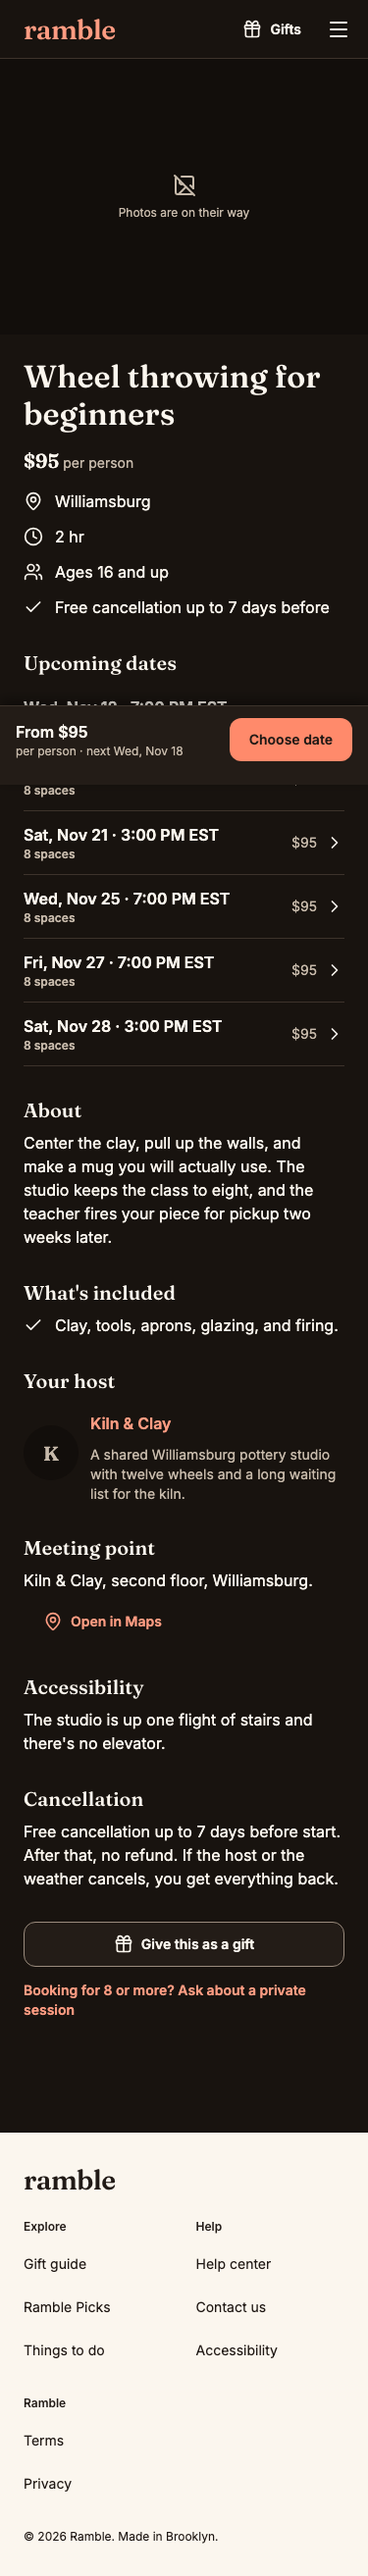 ramble
Gifts
Photos are on their way
Wheel throwing for
beginners
$95 per person
Williamsburg
2 hr
Ages 16 and up
Free cancellation up to 7 days before
Upcoming dates
Wed, Nov 18 · 7:00 PM EST
From $95
per person · next Wed, Nov 18
Choose date
8 spaces
Sat, Nov 21 · 3:00 PM EST
8 spaces
$95
Wed, Nov 25 · 7:00 PM EST
8 spaces
$95
Fri, Nov 27 · 7:00 PM EST
8 spaces
$95
Sat, Nov 28 · 3:00 PM EST
8 spaces
$95
About
Center the clay, pull up the walls, and
make a mug you will actually use. The
studio keeps the class to eight, and the
teacher fires your piece for pickup two
weeks later.
What's included
Clay, tools, aprons, glazing, and firing.
Your host
K
Kiln & Clay
A shared Williamsburg pottery studio
with twelve wheels and a long waiting
list for the kiln.
Meeting point
Kiln & Clay, second floor, Williamsburg.
Open in Maps
Accessibility
The studio is up one flight of stairs and
there's no elevator.
Cancellation
Free cancellation up to 7 days before start.
After that, no refund. If the host or the
weather cancels, you get everything back.
Give this as a gift
Booking for 8 or more? Ask about a private
session
ramble
Explore
Gift guide
Ramble Picks
Things to do
Help
Help center
Contact us
Accessibility
Ramble
Terms
Privacy
© 2026 Ramble. Made in Brooklyn.